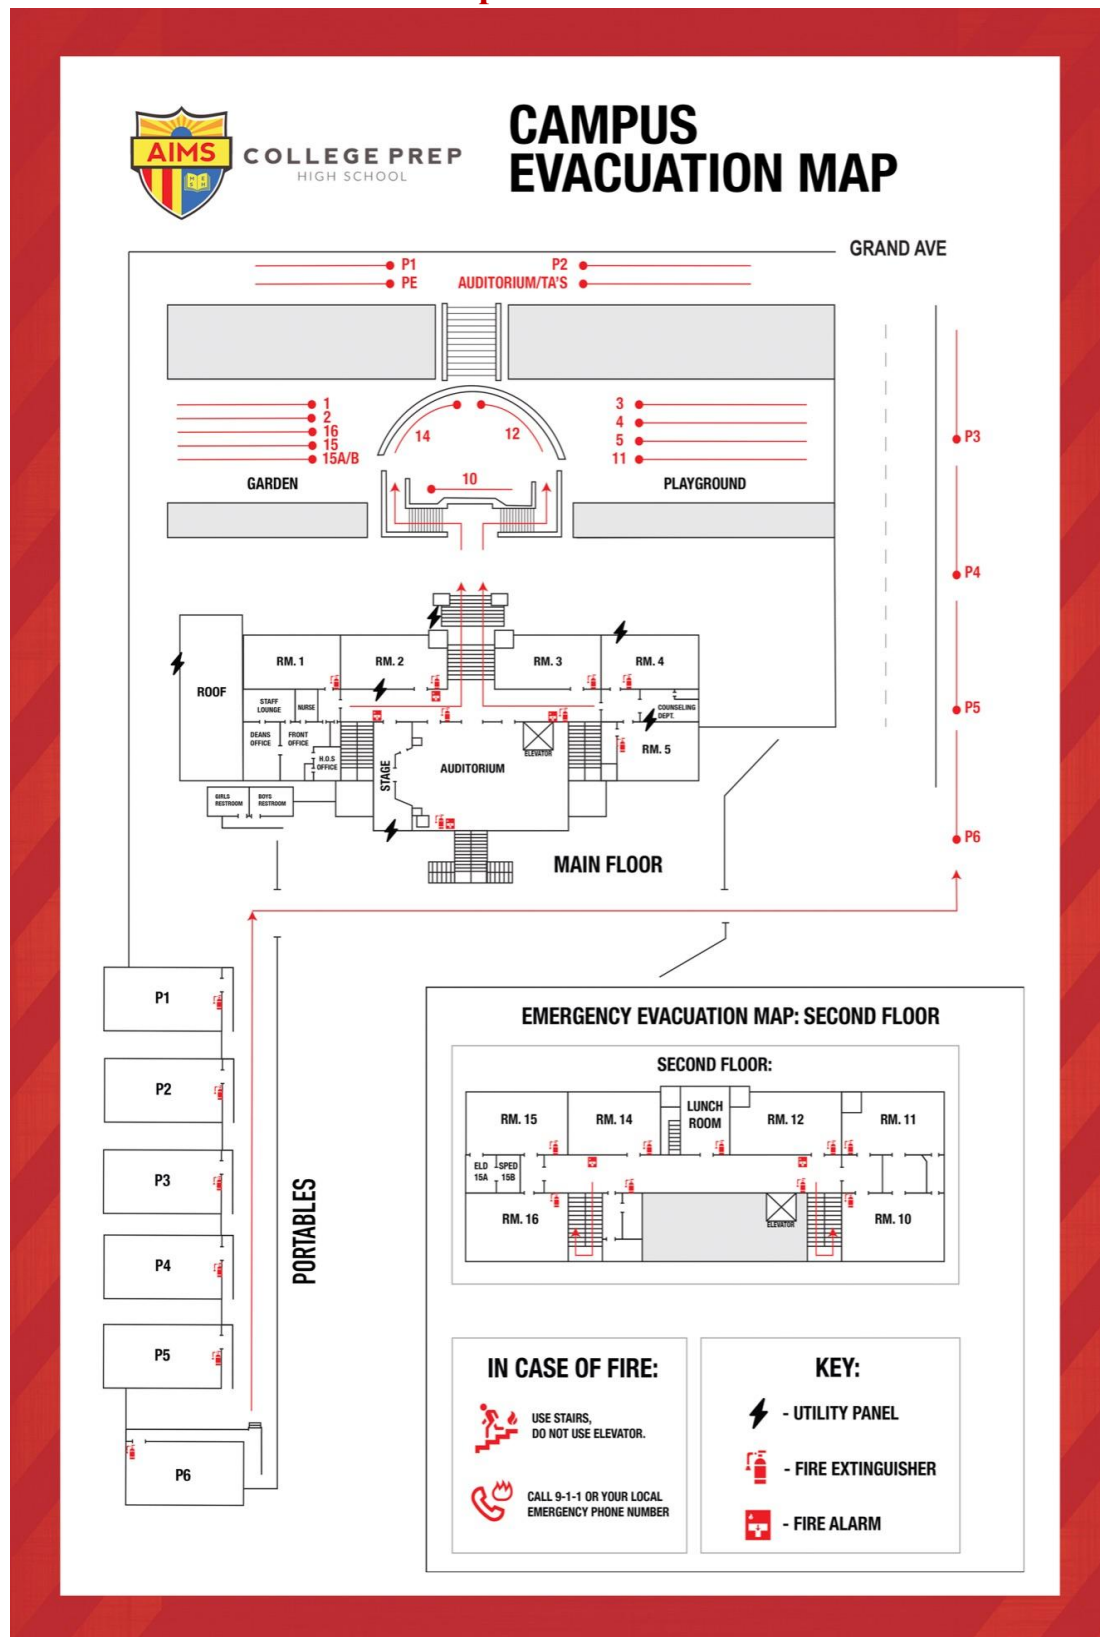 AIMS
COLLEGE PREP
HIGH SCHOOL
CAMPUS
EVACUATION MAP
GRAND AVE
P1
P2
PE
AUDITORIUM/TA'S
1
2
16
15
15A/B
14
12
10
3
4
5
11
GARDEN
PLAYGROUND
P3
P4
P5
P6
ROOF
RM. 1
RM. 2
RM. 3
RM. 4
STAFF
LOUNGE
NURSE
COUNSELING
DEPT.
DEANS
OFFICE
FRONT
OFFICE
H.O.S
OFFICE
STAGE
AUDITORIUM
ELEVATOR
RM. 5
GIRLS
RESTROOM
BOYS
RESTROOM
MAIN FLOOR
P1
P2
P3
P4
P5
P6
PORTABLES
EMERGENCY EVACUATION MAP: SECOND FLOOR
SECOND FLOOR:
RM. 15
RM. 14
LUNCH
ROOM
RM. 12
RM. 11
ELD
15A
SPED
15B
RM. 16
ELEVATOR
RM. 10
IN CASE OF FIRE:
USE STAIRS,
DO NOT USE ELEVATOR.
CALL 9-1-1 OR YOUR LOCAL
EMERGENCY PHONE NUMBER
KEY:
- UTILITY PANEL
- FIRE EXTINGUISHER
- FIRE ALARM